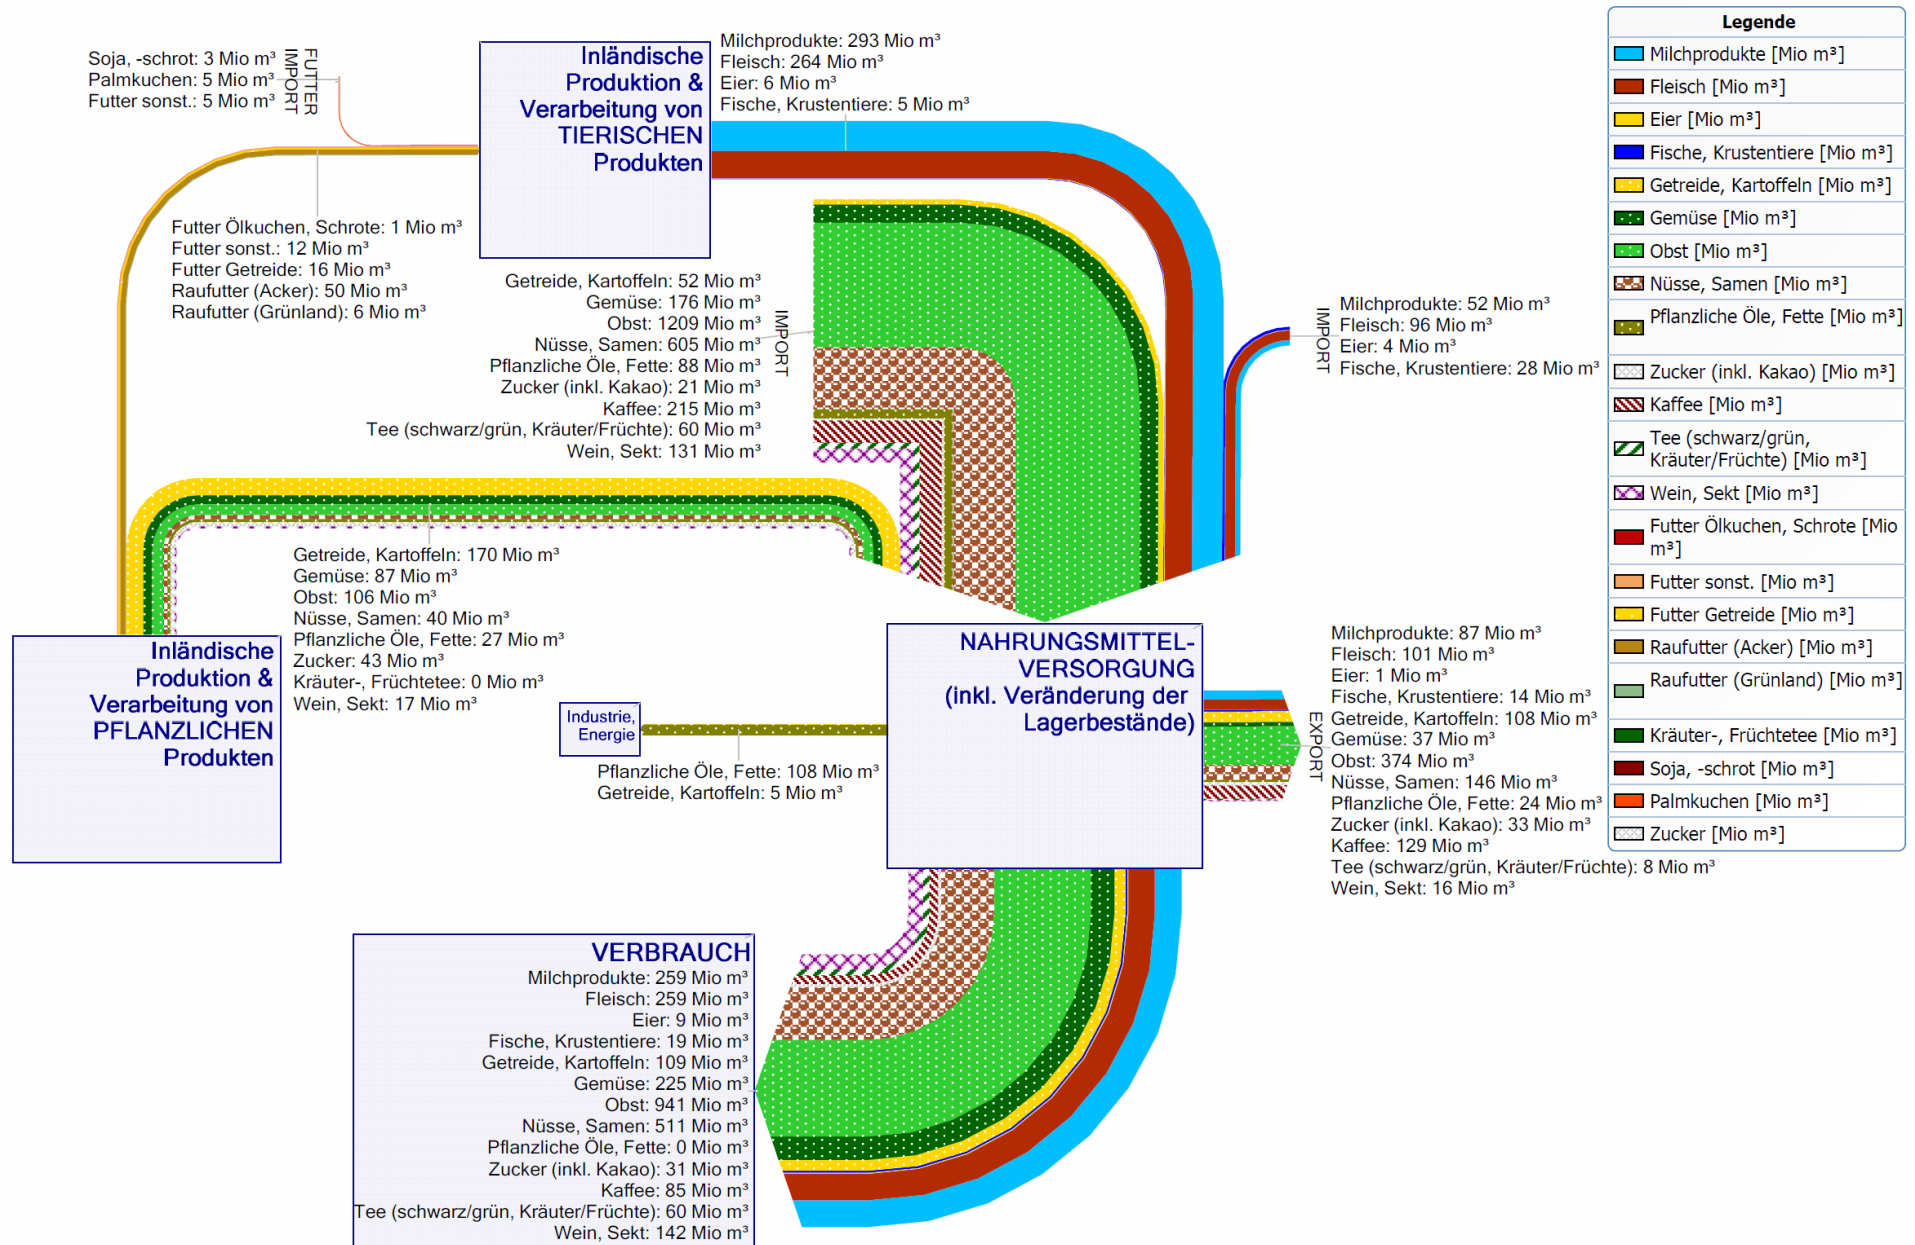 Soja, -schrot: 3 Mio m³
Palmkuchen: 5 Mio m³
Futter sonst.: 5 Mio m³
FUTTER
IMPORT
Inländische
Produktion &
Verarbeitung von
TIERISCHEN
Produkten
Milchprodukte: 293 Mio m³
Fleisch: 264 Mio m³
Eier: 6 Mio m³
Fische, Krustentiere: 5 Mio m³
Futter Ölkuchen, Schrote: 1 Mio m³
Futter sonst.: 12 Mio m³
Futter Getreide: 16 Mio m³
Raufutter (Acker): 50 Mio m³
Raufutter (Grünland): 6 Mio m³
Getreide, Kartoffeln: 52 Mio m³
Gemüse: 176 Mio m³
Obst: 1209 Mio m³
Nüsse, Samen: 605 Mio m³
Pflanzliche Öle, Fette: 88 Mio m³
Zucker (inkl. Kakao): 21 Mio m³
Kaffee: 215 Mio m³
Tee (schwarz/grün, Kräuter/Früchte): 60 Mio m³
Wein, Sekt: 131 Mio m³
IMPORT
IMPORT
Milchprodukte: 52 Mio m³
Fleisch: 96 Mio m³
Eier: 4 Mio m³
Fische, Krustentiere: 28 Mio m³
Getreide, Kartoffeln: 170 Mio m³
Gemüse: 87 Mio m³
Obst: 106 Mio m³
Nüsse, Samen: 40 Mio m³
Pflanzliche Öle, Fette: 27 Mio m³
Zucker: 43 Mio m³
Kräuter-, Früchtetee: 0 Mio m³
Wein, Sekt: 17 Mio m³
Inländische
Produktion &
Verarbeitung von
PFLANZLICHEN
Produkten
Industrie,
Energie
Pflanzliche Öle, Fette: 108 Mio m³
Getreide, Kartoffeln: 5 Mio m³
NAHRUNGSMITTEL-
VERSORGUNG
(inkl. Veränderung der
Lagerbestände)
EXPORT
Milchprodukte: 87 Mio m³
Fleisch: 101 Mio m³
Eier: 1 Mio m³
Fische, Krustentiere: 14 Mio m³
Getreide, Kartoffeln: 108 Mio m³
Gemüse: 37 Mio m³
Obst: 374 Mio m³
Nüsse, Samen: 146 Mio m³
Pflanzliche Öle, Fette: 24 Mio m³
Zucker (inkl. Kakao): 33 Mio m³
Kaffee: 129 Mio m³
Tee (schwarz/grün, Kräuter/Früchte): 8 Mio m³
Wein, Sekt: 16 Mio m³
VERBRAUCH
Milchprodukte: 259 Mio m³
Fleisch: 259 Mio m³
Eier: 9 Mio m³
Fische, Krustentiere: 19 Mio m³
Getreide, Kartoffeln: 109 Mio m³
Gemüse: 225 Mio m³
Obst: 941 Mio m³
Nüsse, Samen: 511 Mio m³
Pflanzliche Öle, Fette: 0 Mio m³
Zucker (inkl. Kakao): 31 Mio m³
Kaffee: 85 Mio m³
Tee (schwarz/grün, Kräuter/Früchte): 60 Mio m³
Wein, Sekt: 142 Mio m³
Legende
Milchprodukte [Mio m³]
Fleisch [Mio m³]
Eier [Mio m³]
Fische, Krustentiere [Mio m³]
Getreide, Kartoffeln [Mio m³]
Gemüse [Mio m³]
Obst [Mio m³]
Nüsse, Samen [Mio m³]
Pflanzliche Öle, Fette [Mio m³]
Zucker (inkl. Kakao) [Mio m³]
Kaffee [Mio m³]
Tee (schwarz/grün,
Kräuter/Früchte) [Mio m³]
Wein, Sekt [Mio m³]
Futter Ölkuchen, Schrote [Mio
m³]
Futter sonst. [Mio m³]
Futter Getreide [Mio m³]
Raufutter (Acker) [Mio m³]
Raufutter (Grünland) [Mio m³]
Kräuter-, Früchtetee [Mio m³]
Soja, -schrot [Mio m³]
Palmkuchen [Mio m³]
Zucker [Mio m³]